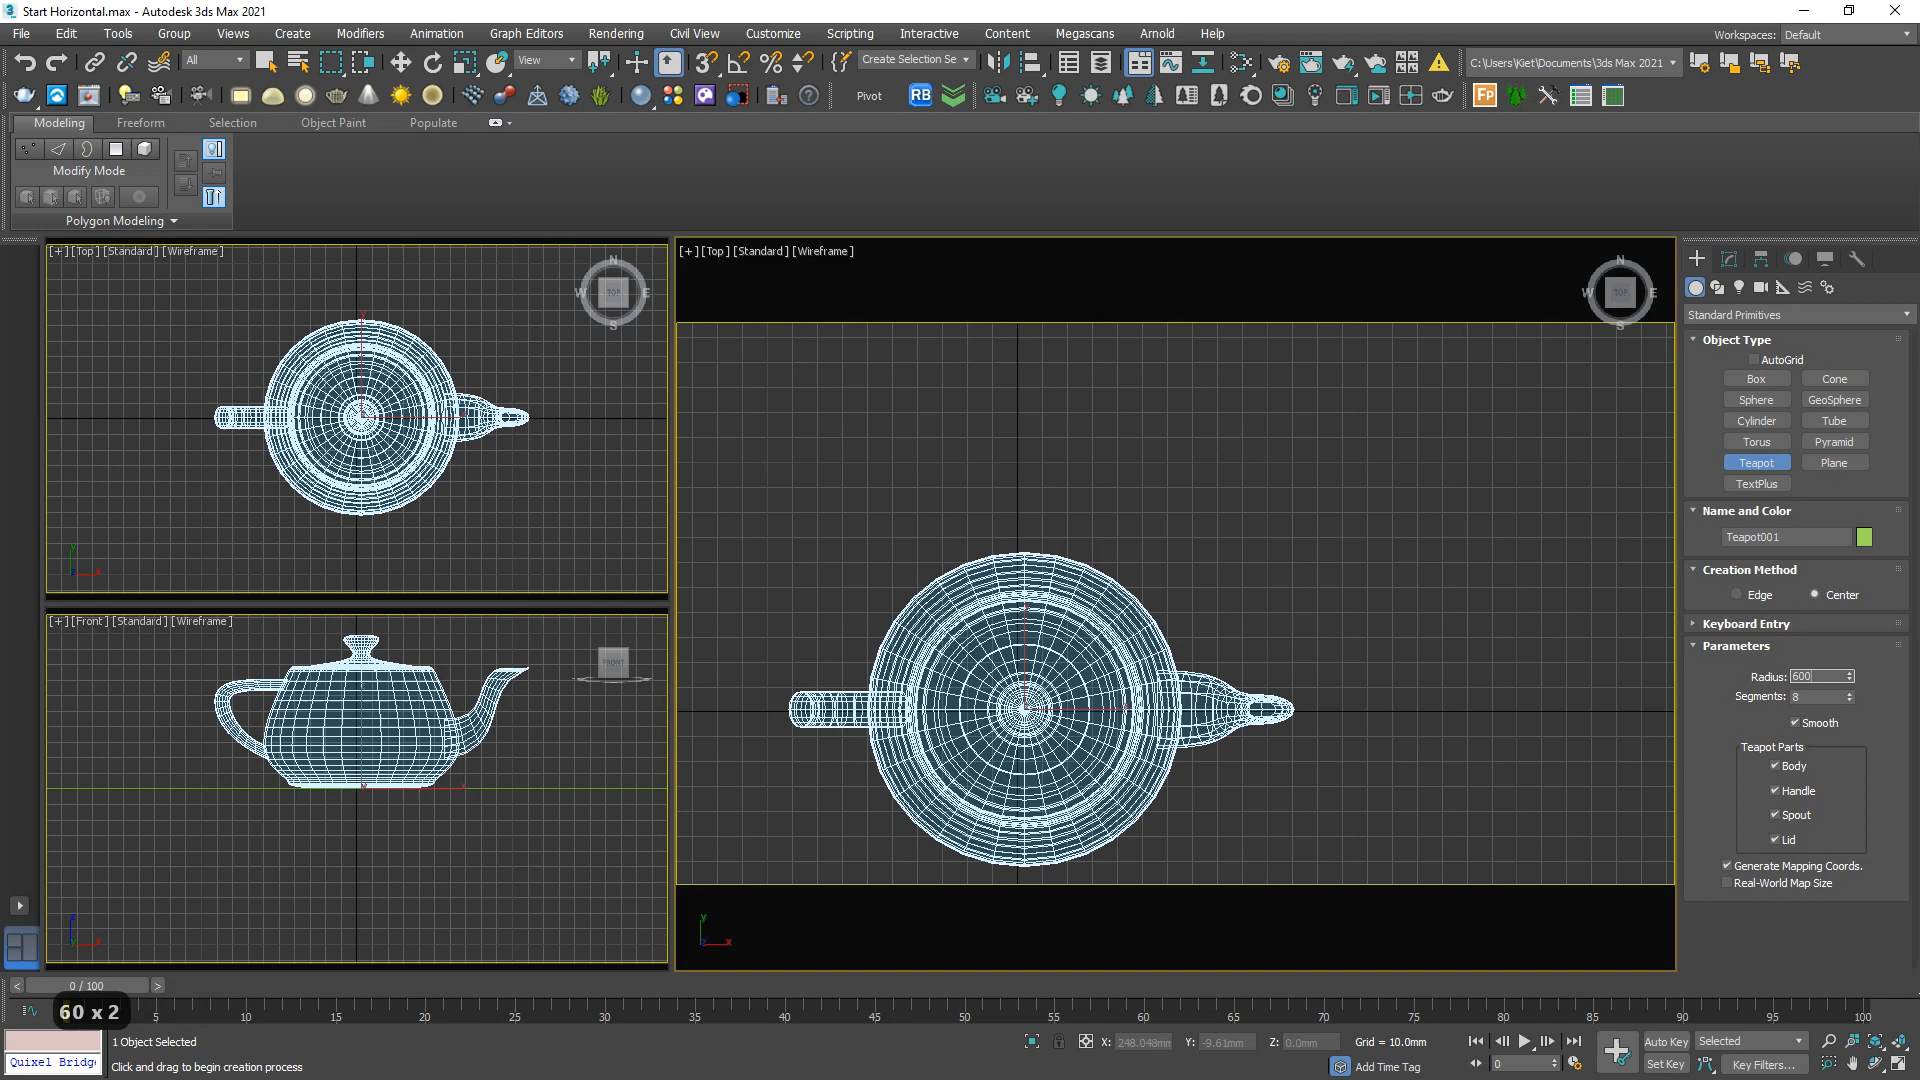 Start Horizontal.max - Autodesk 3ds Max 2021
File Edit Tools Group Views Create Modifiers Animation Graph Editors Rendering Civil View Customize Scripting Interactive Content Megascans Arnold Help
Workspaces: Default
All View Create Selection Se C:\Users\Kiet\Documents\3ds Max 2021
Pivot RB FP
Modeling Freeform Selection Object Paint Populate
Modify Mode
Polygon Modeling
[+] [Top] [Standard] [Wireframe]
N
W TOP E
S
[+] [Top] [Standard] [Wireframe]
N
W TOP E
S
Standard Primitives
Object Type
AutoGrid
Box Cone
Sphere GeoSphere
Cylinder Tube
Torus Pyramid
Teapot Plane
TextPlus
Name and Color
Teapot001
Creation Method
Edge Center
Keyboard Entry
Parameters
Radius: 600
Segments: 8
Smooth
Teapot Parts
Body
Handle
Spout
Lid
Generate Mapping Coords.
Real-World Map Size
y
x
[+] [Front] [Standard] [Wireframe]
FRONT
z
x
y
x
< 0 / 100 >
60 x 2
5 10 15 20 25 30 35 40 45 50 55 60 65 70 75 80 85 90 95 100
1 Object Selected
X: 248.048mm Y: -9.61mm Z: 0.0mm Grid = 10.0mm
Auto Key Selected
Quixel Bridge
Click and drag to begin creation process
Add Time Tag
0
Set Key Key Filters...